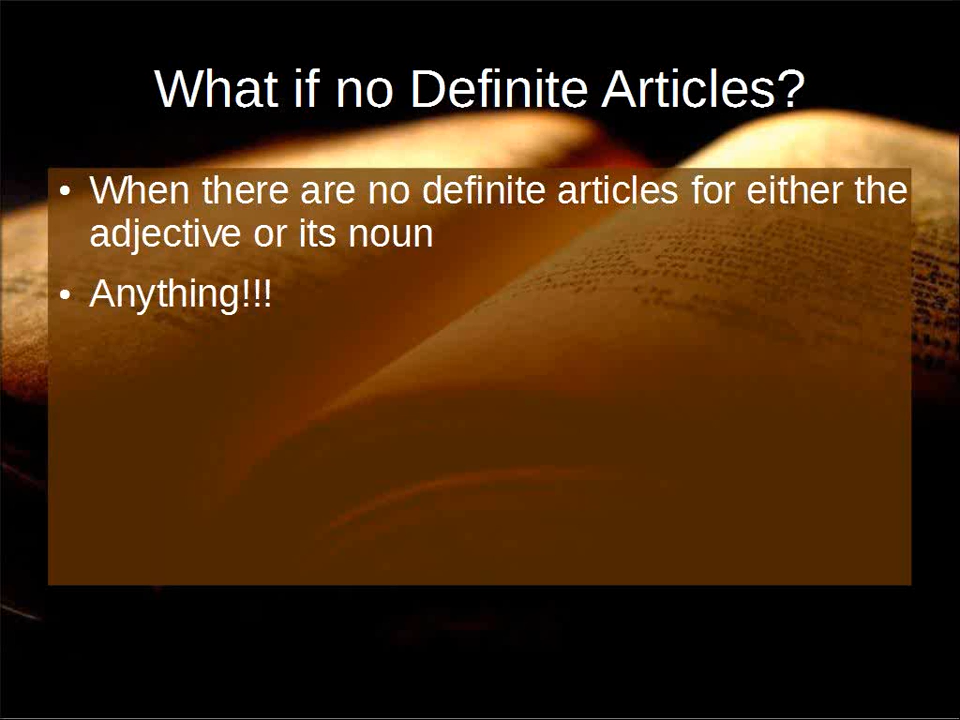 What if no Definite Articles?
• When there are no definite articles for either the
adjective or its noun
• Anything!!!